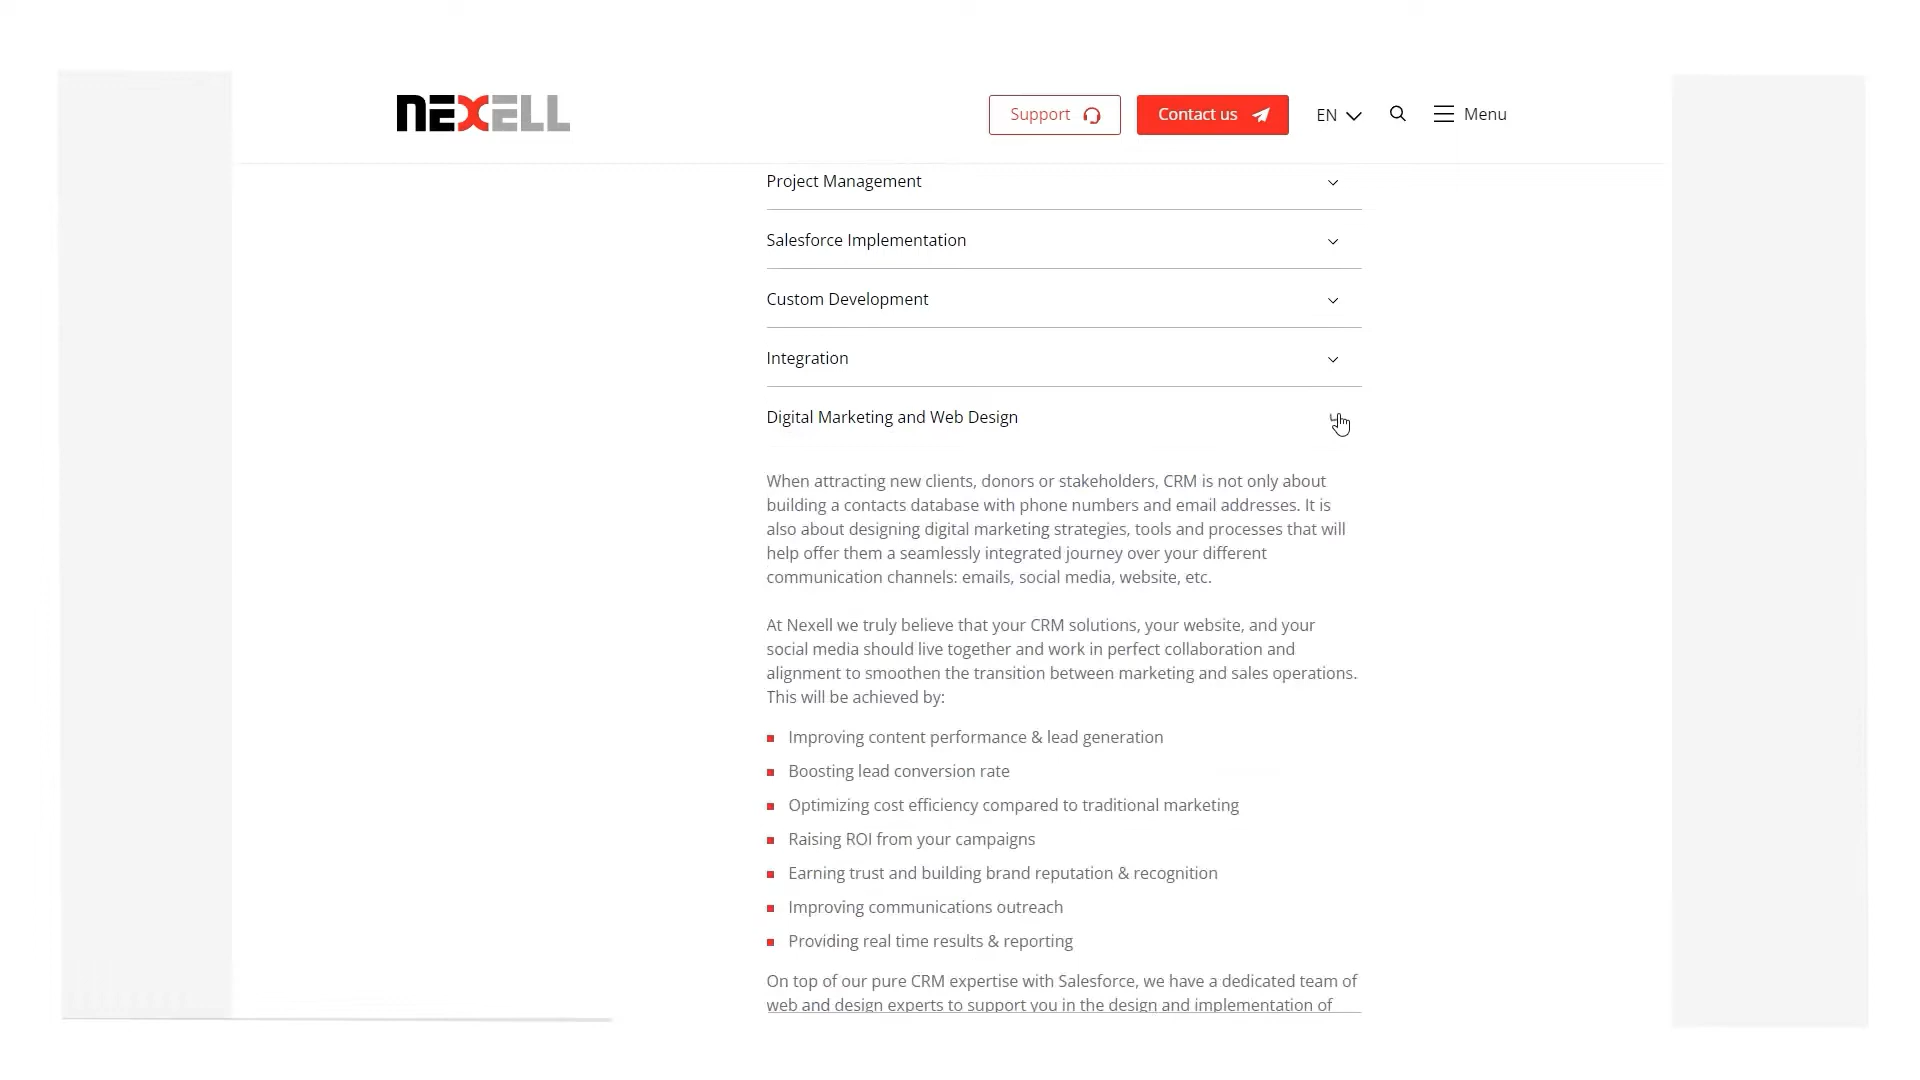 NEXELL
Support
Contact us
EN
Menu
Project Management
Salesforce Implementation
Custom Development
Integration
Digital Marketing and Web Design
When attracting new clients, donors or stakeholders, CRM is not only about
building a contacts database with phone numbers and email addresses. It is
also about designing digital marketing strategies, tools and processes that will
help offer them a seamlessly integrated journey over your different
communication channels: emails, social media, website, etc.
At Nexell we truly believe that your CRM solutions, your website, and your
social media should live together and work in perfect collaboration and
alignment to smoothen the transition between marketing and sales operations.
This will be achieved by:
Improving content performance & lead generation
Boosting lead conversion rate
Optimizing cost efficiency compared to traditional marketing
Raising ROI from your campaigns
Earning trust and building brand reputation & recognition
Improving communications outreach
Providing real time results & reporting
On top of our pure CRM expertise with Salesforce, we have a dedicated team of
web and design experts to support you in the design and implementation of